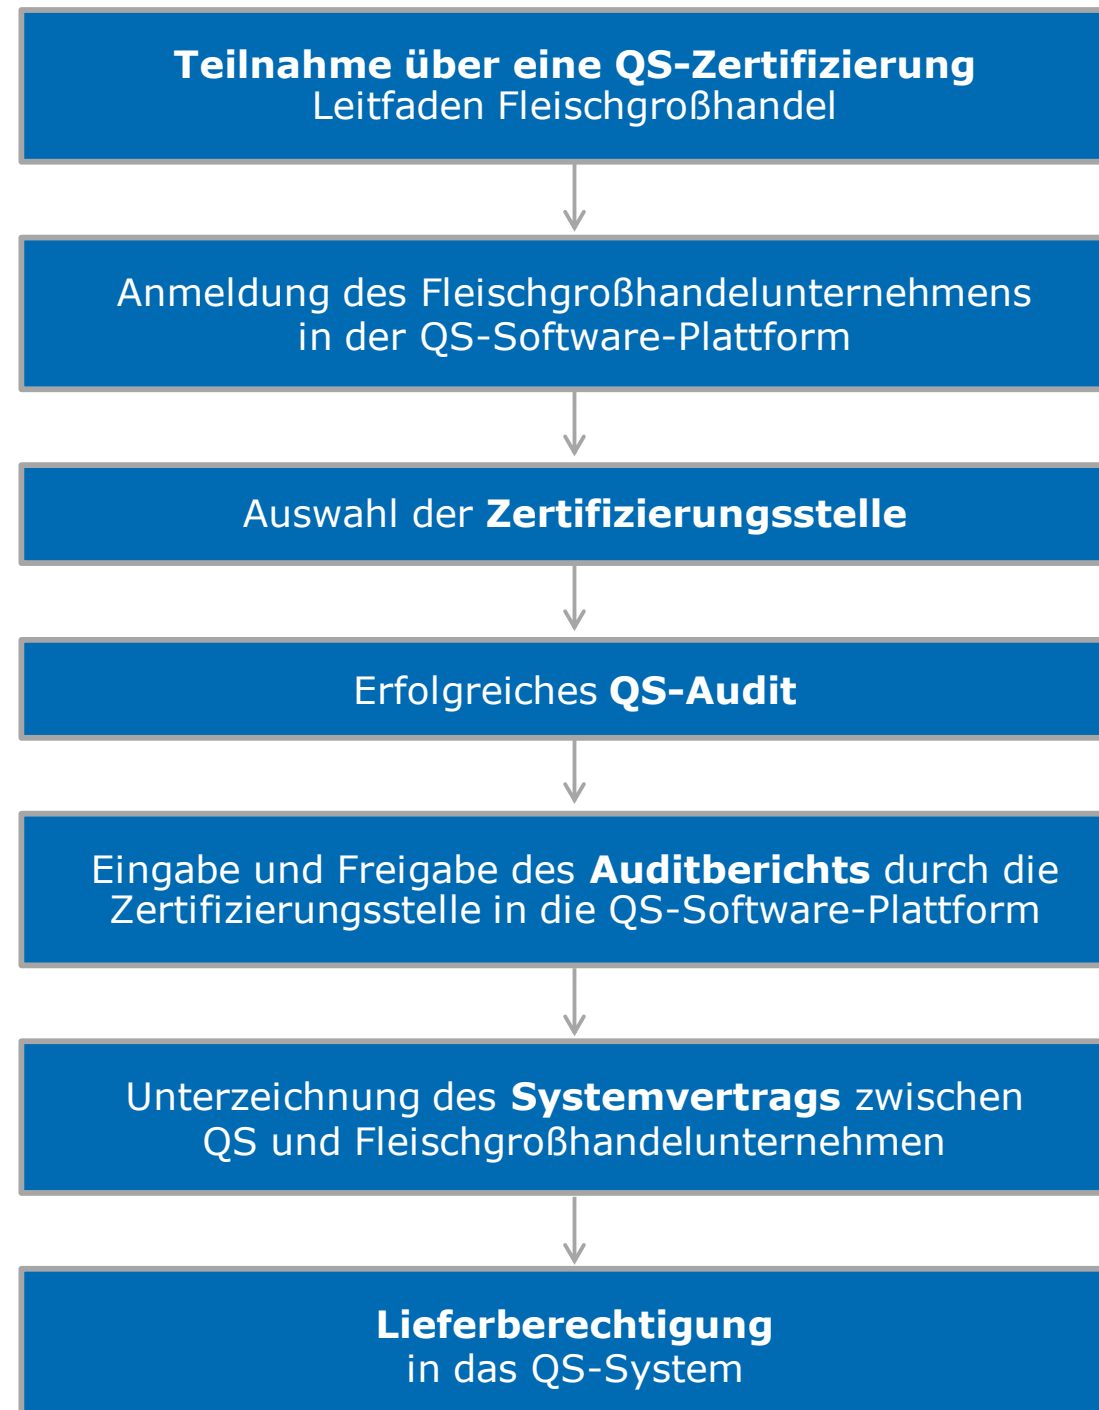 Teilnahme über eine QS-Zertifizierung
Leitfaden Fleischgroßhandel
Anmeldung des Fleischgroßhandelunternehmens
in der QS-Software-Plattform
Auswahl der Zertifizierungsstelle
Erfolgreiches QS-Audit
Eingabe und Freigabe des Auditberichts durch die
Zertifizierungsstelle in die QS-Software-Plattform
Unterzeichnung des Systemvertrags zwischen
QS und Fleischgroßhandelunternehmen
Lieferberechtigung
in das QS-System